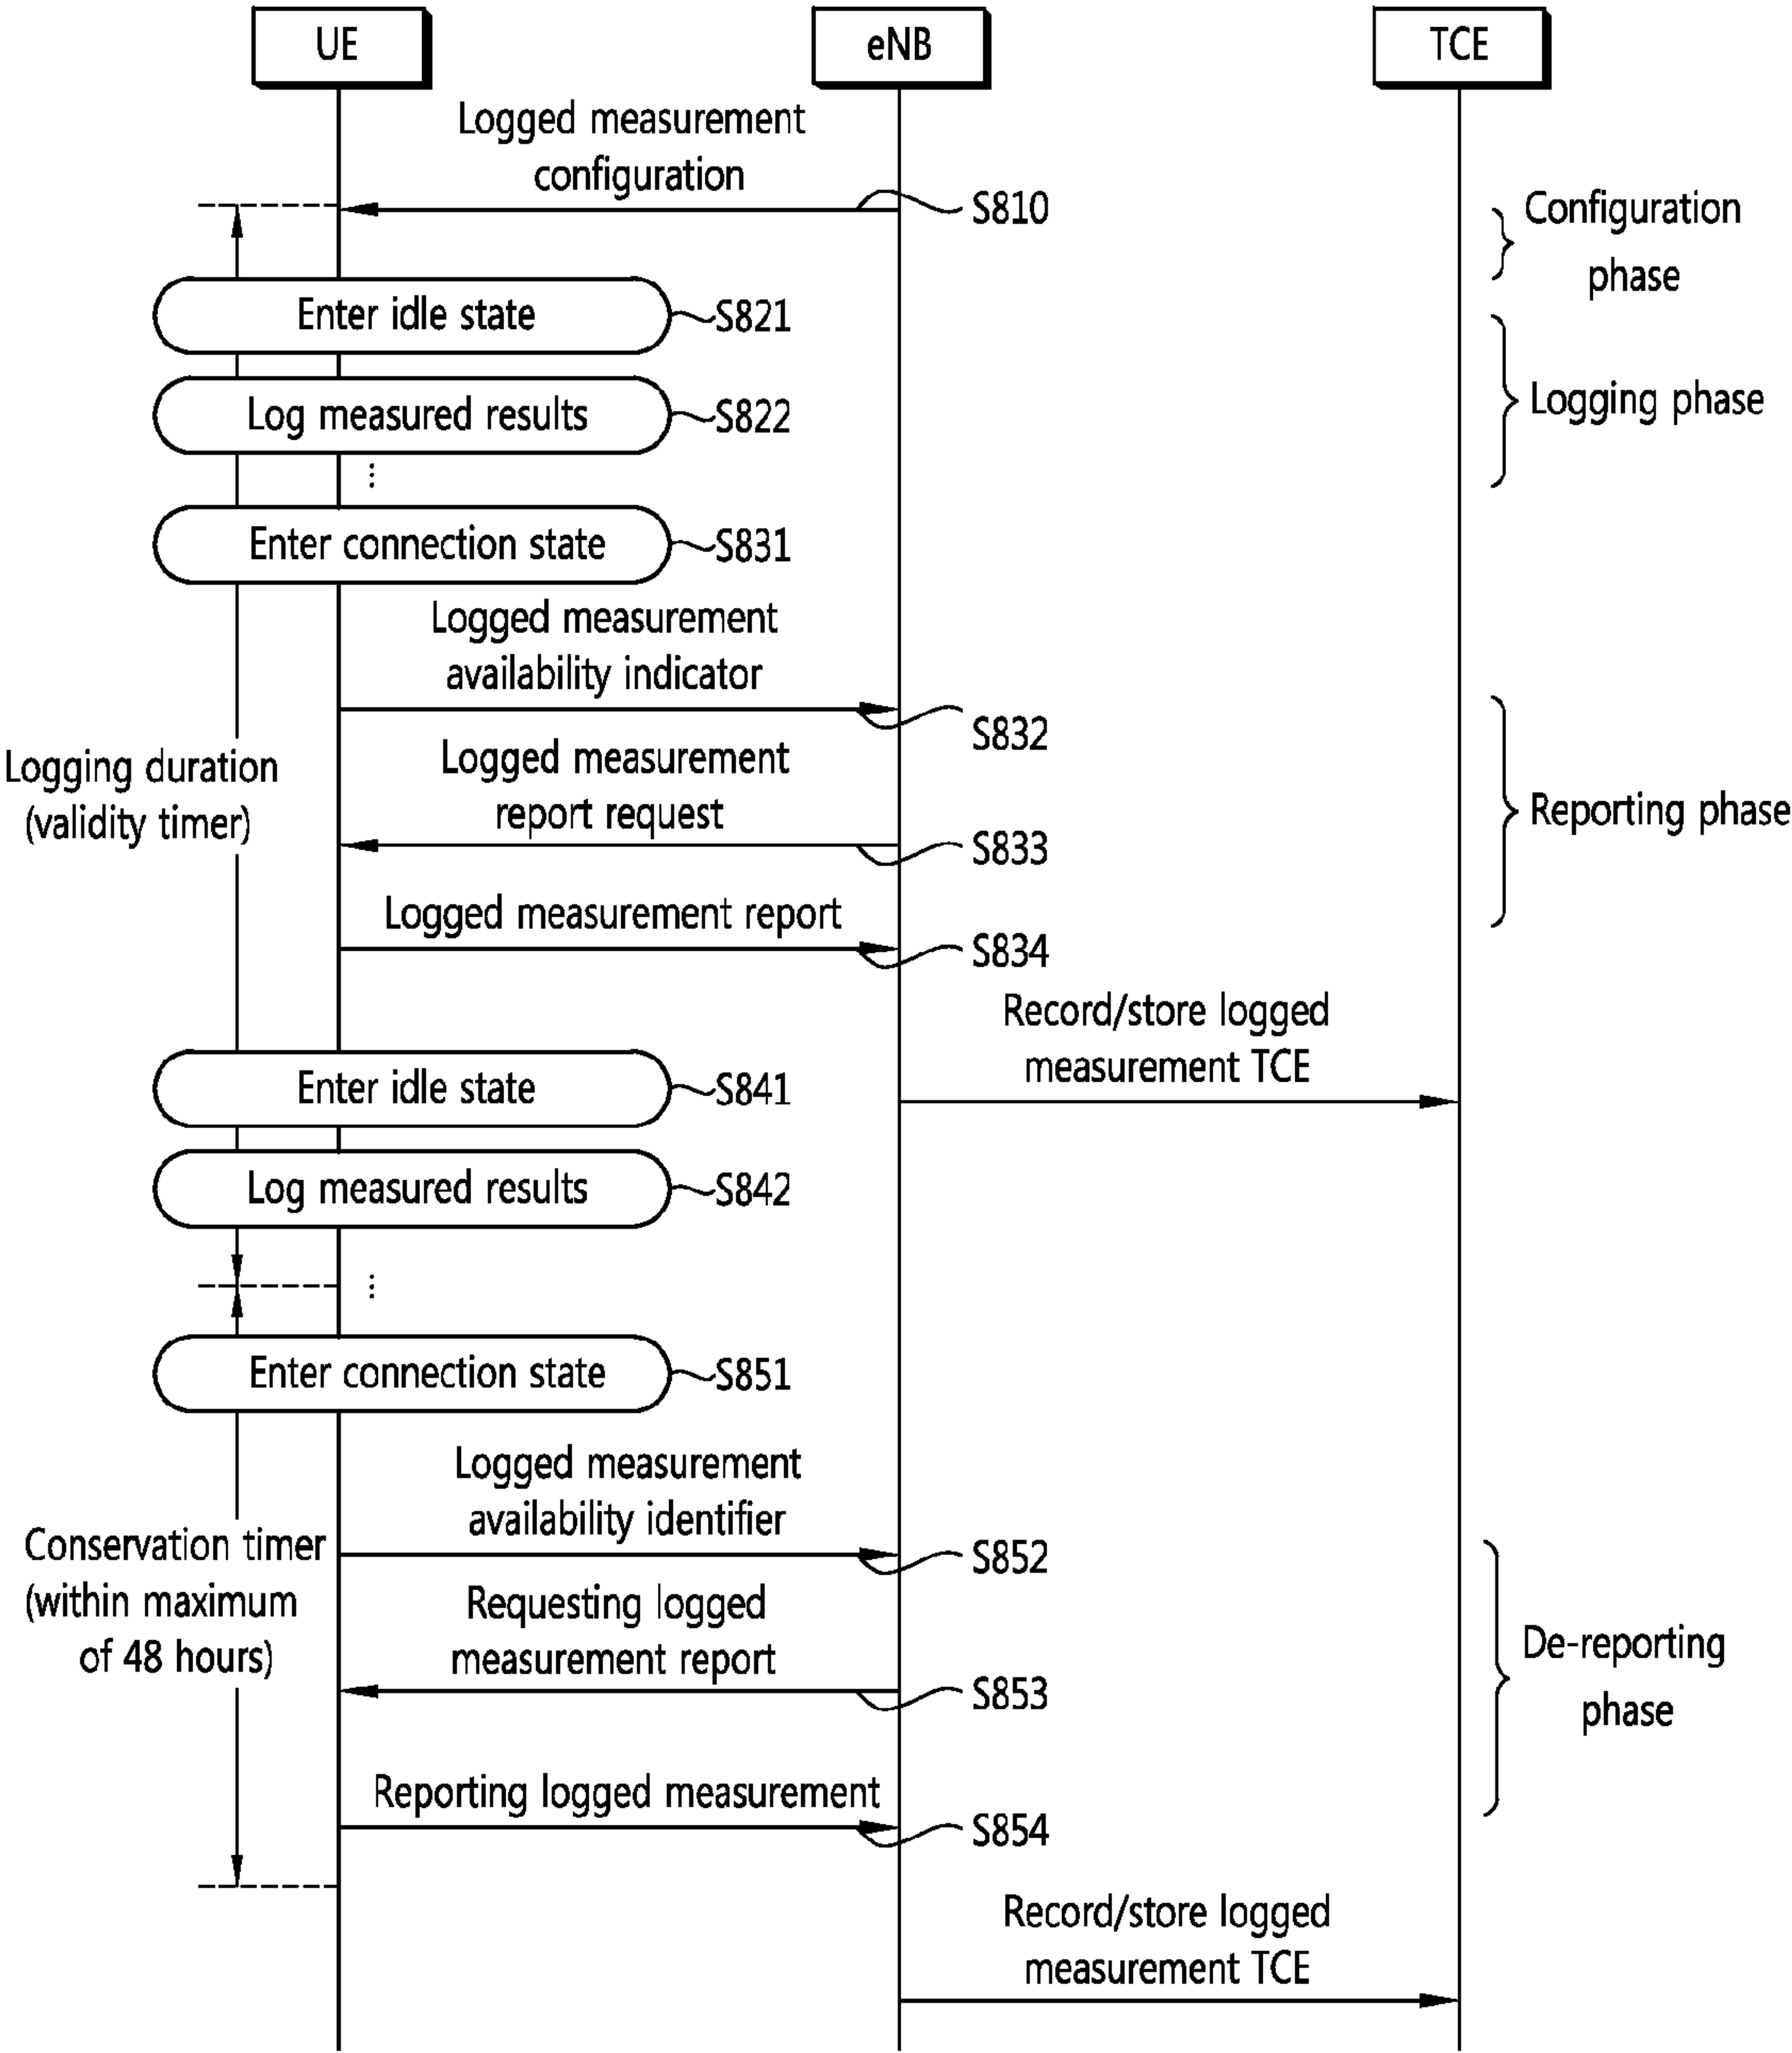 UE
eNB
TCE
Logged measurement
configuration
S810
Configuration
phase
Enter idle state
S821
Log measured results
S822
Logging phase
Enter connection state
S831
Logged measurement
availability indicator
S832
Logging duration
(validity timer)
Logged measurement
report request
S833
Reporting phase
Logged measurement report
S834
Record/store logged
measurement TCE
Enter idle state
S841
Log measured results
S842
Enter connection state
S851
Logged measurement
availability identifier
S852
Conservation timer
(within maximum
of 48 hours)
Requesting logged
measurement report
S853
De-reporting
phase
Reporting logged measurement
S854
Record/store logged
measurement TCE